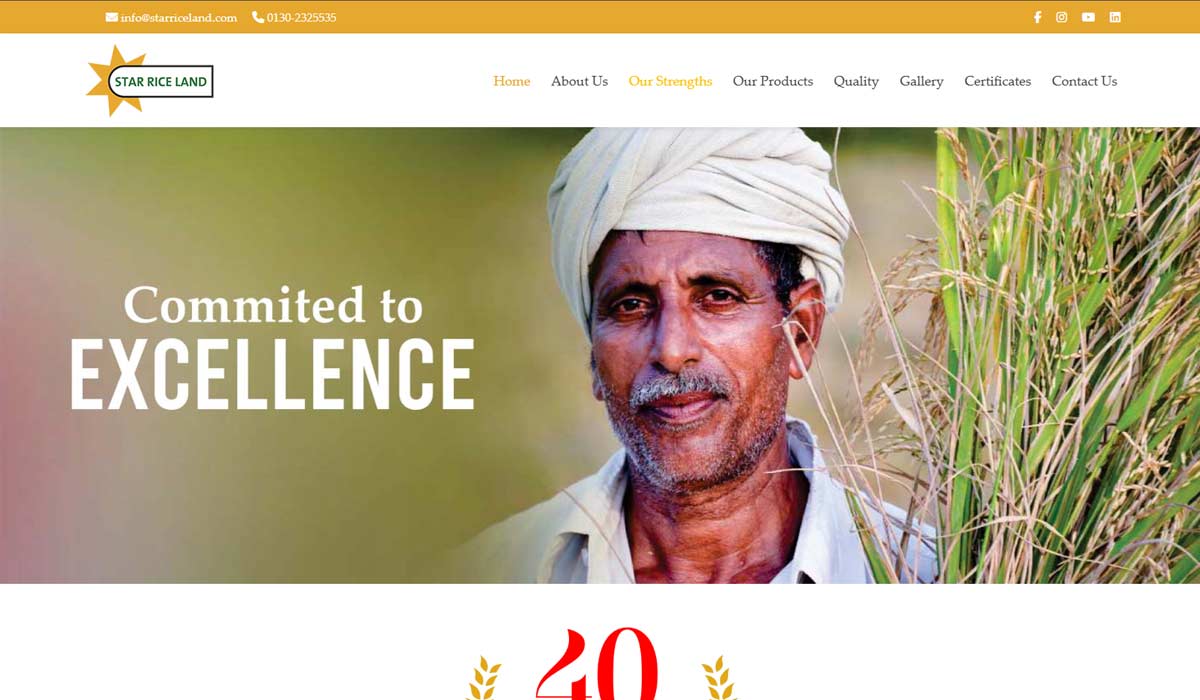 info@starriceland.com 0130-2325535
STAR RICE LAND
Home About Us Our Strengths Our Products Quality Gallery Certificates Contact Us
Commited to
EXCELLENCE
40